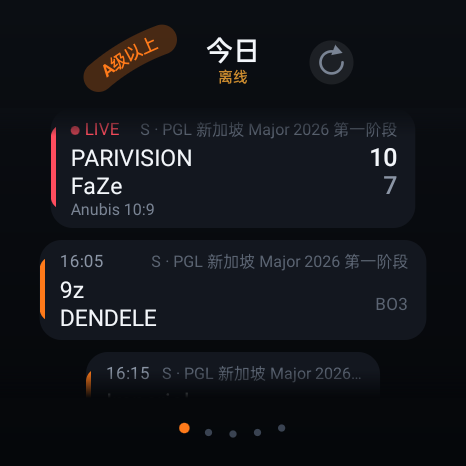 A级以上
今日
离线
LIVE S · PGL 新加坡 Major 2026 第一阶段
PARIVISION 10
FaZe 7
Anubis 10:9
16:05 S · PGL 新加坡 Major 2026 第一阶段
9z
DENDELE
BO3
16:15 S · PGL 新加坡 Major 2026…